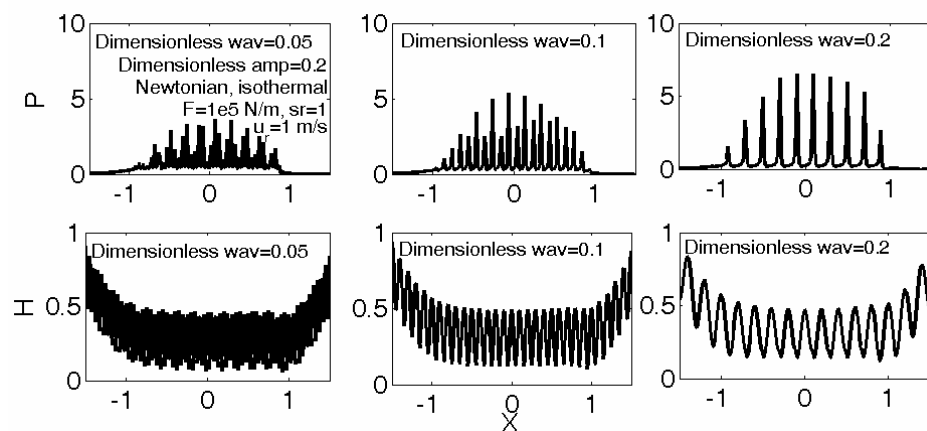 10
5
0
P
Dimensionless wav=0.05
Dimensionless amp=0.2
Newtonian, isothermal
F=1e5 N/m, sr=1
u_r=1 m/s
-1 0 1
10
5
0
Dimensionless wav=0.1
-1 0 1
10
5
0
Dimensionless wav=0.2
-1 0 1
1
0.5
0
H
Dimensionless wav=0.05
-1 0 1
1
0.5
0
Dimensionless wav=0.1
-1 0 1
X
1
0.5
0
Dimensionless wav=0.2
-1 0 1